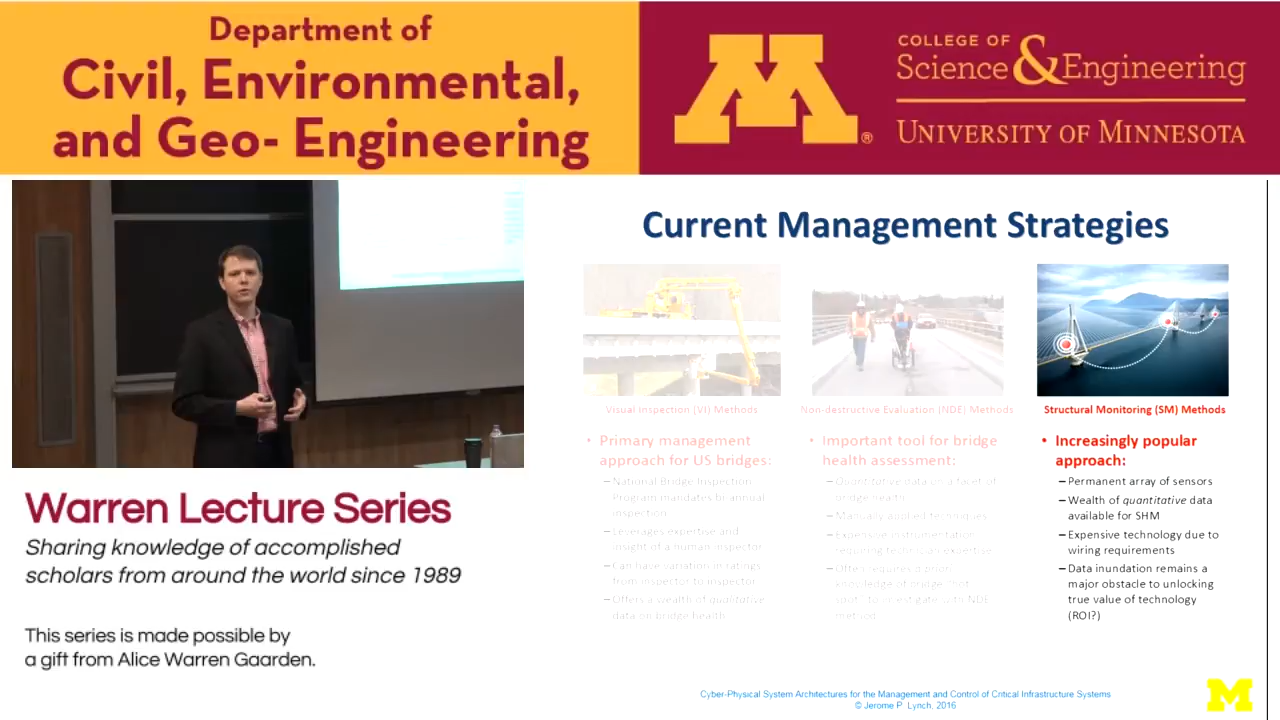 Department of
Civil, Environmental,
and Geo- Engineering
M®
COLLEGE OF
Science & Engineering
UNIVERSITY OF MINNESOTA
Current Management Strategies
Visual Inspection (VI) Methods
• Primary management
approach for US bridges:
– National Bridge Inspection
Program mandates bi-annual
inspection
– Leverages expertise and
insight of a human inspector
– Can have variation in ratings
from inspector to inspector
– Offers a wealth of qualitative
data on bridge health
Non-destructive Evaluation (NDE) Methods
• Important tool for bridge
health assessment:
– Quantitative data on a facet of
bridge health
– Manually applied techniques
– Expensive instrumentation
requiring technician expertise
– Often requires a priori
knowledge of bridge "hot
spots" to investigate with NDE
method
Structural Monitoring (SM) Methods
• Increasingly popular
approach:
– Permanent array of sensors
– Wealth of quantitative data
available for SHM
– Expensive technology due to
wiring requirements
– Data inundation remains a
major obstacle to unlocking
true value of technology
(ROI?)
Warren Lecture Series
Sharing knowledge of accomplished
scholars from around the world since 1989
This series is made possible by
a gift from Alice Warren Gaarden.
Cyber-Physical System Architectures for the Management and Control of Critical Infrastructure Systems
© Jerome P. Lynch, 2016
M